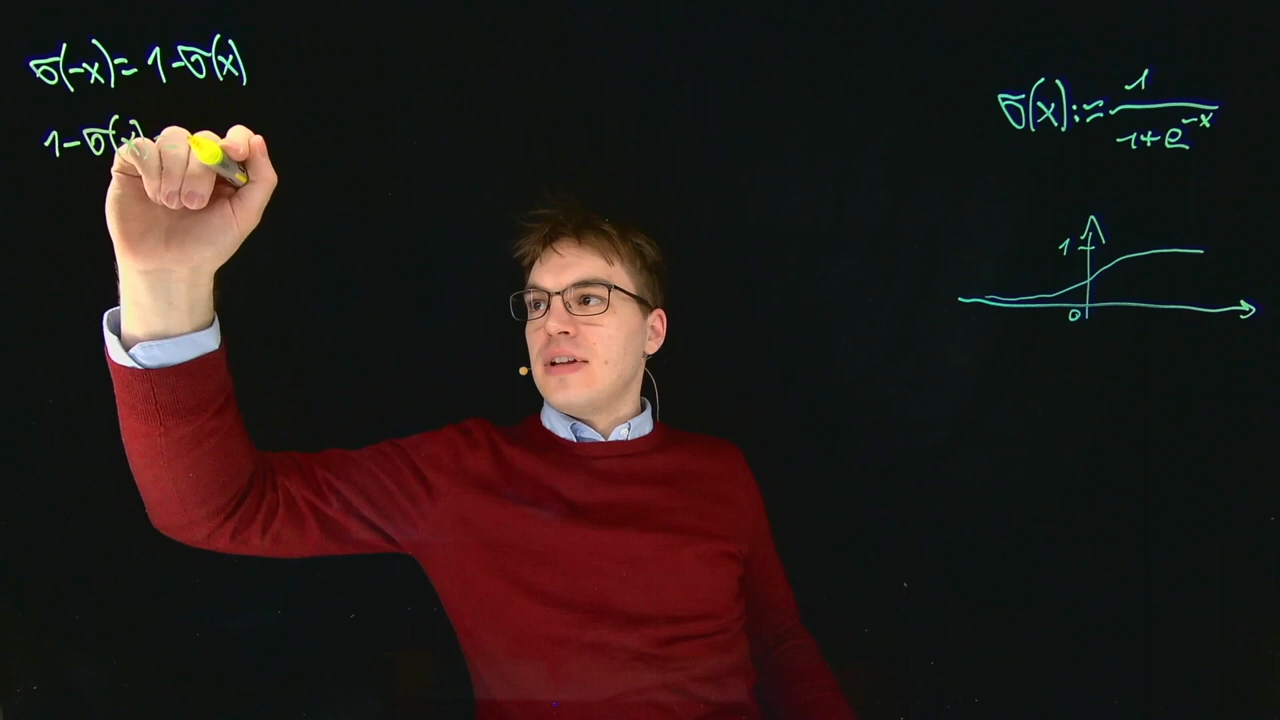 σ(-x) = 1-σ(x)
1-σ(x) =
σ(x) := 1/(1+e^{-x})
1
0